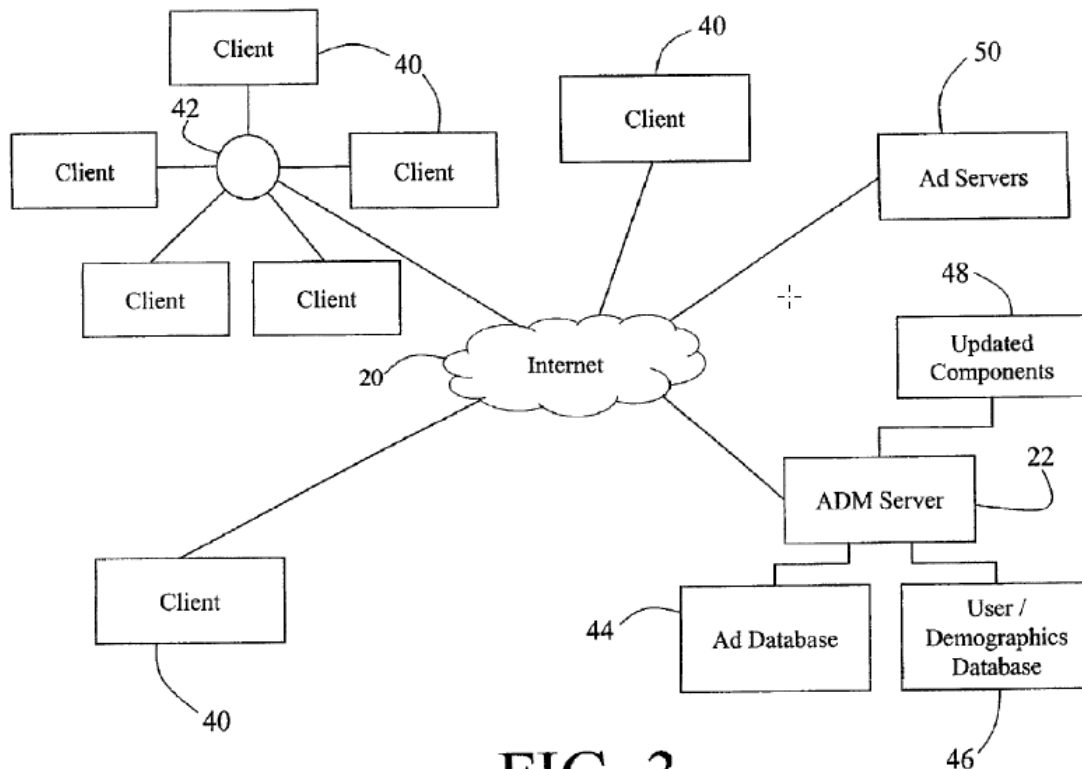 Client
40
40
50
42
Client
Client
Client
Ad Servers
Client
Client
48
20
Internet
Updated
Components
22
ADM Server
Client
44
Ad Database
User /
Demographics
Database
40
46
FIG.